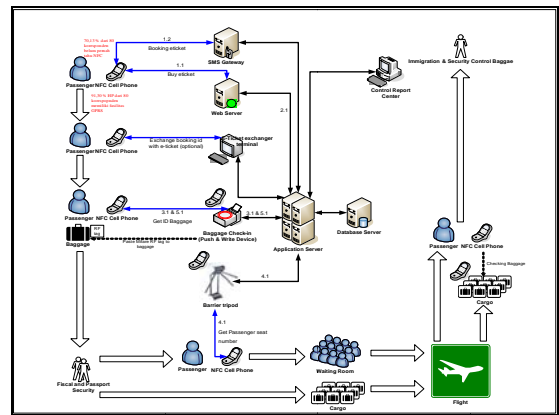 1.2
Booking eticket
SMS Gateway
Passenger
NFC Cell Phone
1.1
Buy eticket
Web Server
2.1
Control Report
Center
Immigration & Security Control Baggae
Passenger
NFC Cell Phone
Exchange booking id
with e-ticket (optional)
E-Ticket exchanger
terminal
Passenger
NFC Cell Phone
3.1 & 5.1
Get ID Baggage
Baggage Check-in
(Push & Write Device)
3.1 & 5.1
Application Server
Database Server
RF
tag
Baggage
baggage
4.1
Barrier tripod
4.1
Get Passenger seat
number
Passenger
NFC Cell Phone
Waiting Room
Fiscal and Passport
Security
Cargo
Flight
Passenger
NFC Cell Phone
Checking Baggage
Cargo